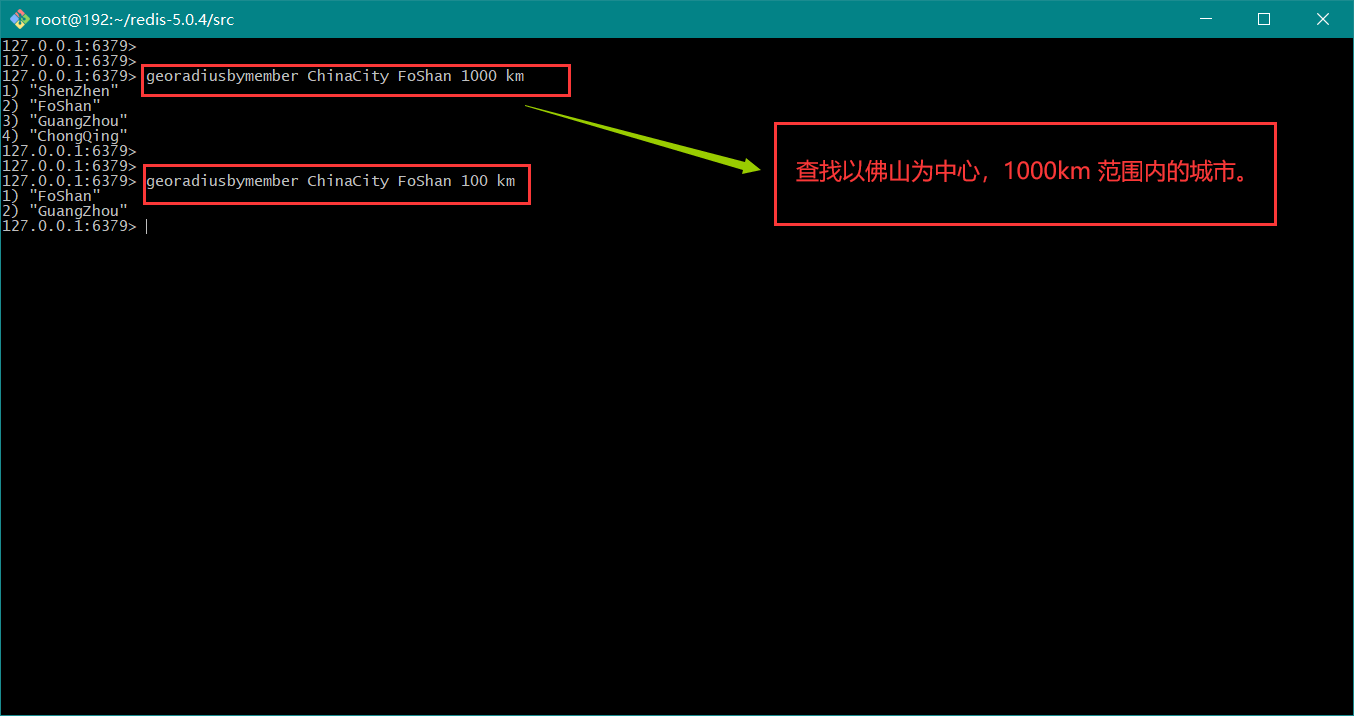 root@192:~/redis-5.0.4/src
127.0.0.1:6379>
127.0.0.1:6379>
127.0.0.1:6379> georadiusbymember ChinaCity FoShan 1000 km
1) "ShenZhen"
2) "FoShan"
3) "GuangZhou"
4) "ChongQing"
127.0.0.1:6379>
127.0.0.1:6379>
127.0.0.1:6379> georadiusbymember ChinaCity FoShan 100 km
1) "FoShan"
2) "GuangZhou"
127.0.0.1:6379>
查找以佛山为中心，1000km 范围内的城市。